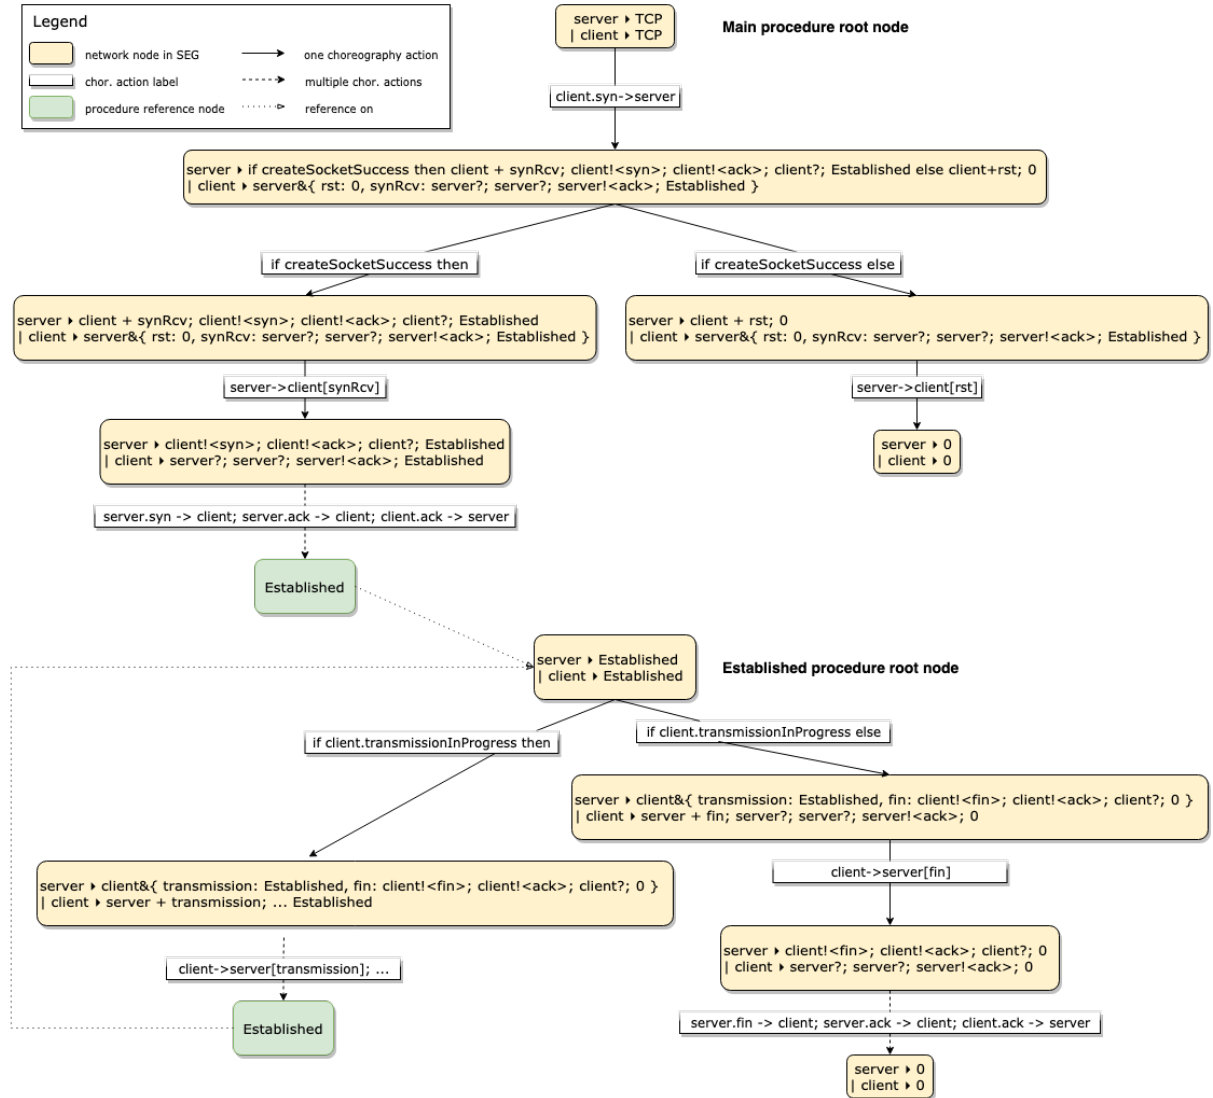 Legend
network node in SEG
one choreography action
chor. action label
multiple chor. actions
procedure reference node
reference on
server ▸ TCP
| client ▸ TCP
Main procedure root node
client.syn->server
server ▸ if createSocketSuccess then client + synRcv; client!<syn>; client!<ack>; client?; Established else client+rst; 0
| client ▸ server&{ rst: 0, synRcv: server?; server?; server!<ack>; Established }
if createSocketSuccess then
if createSocketSuccess else
server ▸ client + synRcv; client!<syn>; client!<ack>; client?; Established
| client ▸ server&{ rst: 0, synRcv: server?; server?; server!<ack>; Established }
server ▸ client + rst; 0
| client ▸ server&{ rst: 0, synRcv: server?; server?; server!<ack>; Established }
server->client[synRcv]
server->client[rst]
server ▸ client!<syn>; client!<ack>; client?; Established
| client ▸ server?; server?; server!<ack>; Established
server ▸ 0
| client ▸ 0
server.syn -> client; server.ack -> client; client.ack -> server
Established
server ▸ Established
| client ▸ Established
Established procedure root node
if client.transmissionInProgress then
if client.transmissionInProgress else
server ▸ client&{ transmission: Established, fin: client!<fin>; client!<ack>; client?; 0 }
| client ▸ server + fin; server?; server?; server!<ack>; 0
server ▸ client&{ transmission: Established, fin: client!<fin>; client!<ack>; client?; 0 }
| client ▸ server + transmission; ... Established
client->server[fin]
server ▸ client!<fin>; client!<ack>; client?; 0
| client ▸ server?; server?; server!<ack>; 0
client->server[transmission]; ...
Established
server.fin -> client; server.ack -> client; client.ack -> server
server ▸ 0
| client ▸ 0